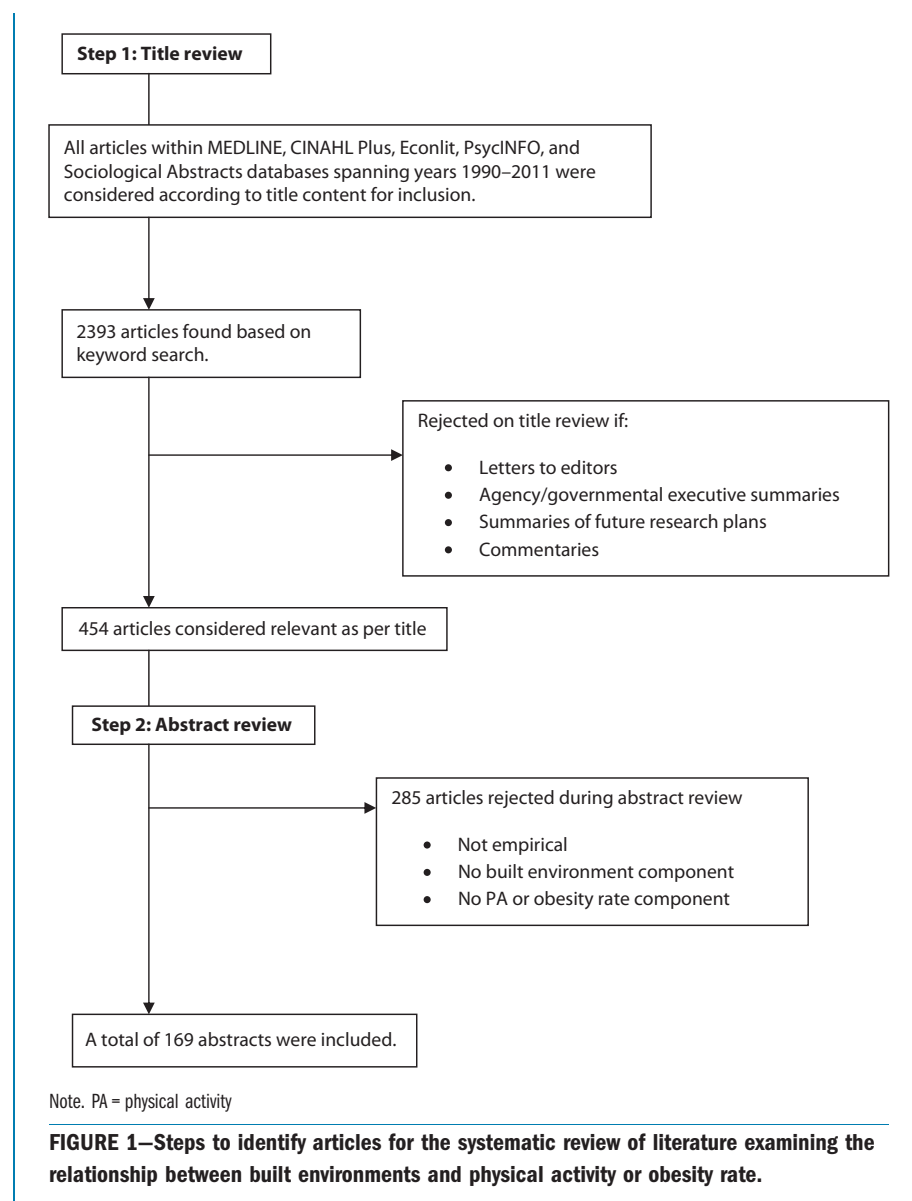 Step 1: Title review
All articles within MEDLINE, CINAHL Plus, Econlit, PsycINFO, and
Sociological Abstracts databases spanning years 1990–2011 were
considered according to title content for inclusion.
2393 articles found based on
keyword search.
Rejected on title review if:
• Letters to editors
• Agency/governmental executive summaries
• Summaries of future research plans
• Commentaries
454 articles considered relevant as per title
Step 2: Abstract review
285 articles rejected during abstract review
• Not empirical
• No built environment component
• No PA or obesity rate component
A total of 169 abstracts were included.
Note. PA = physical activity
FIGURE 1—Steps to identify articles for the systematic review of literature examining the
relationship between built environments and physical activity or obesity rate.